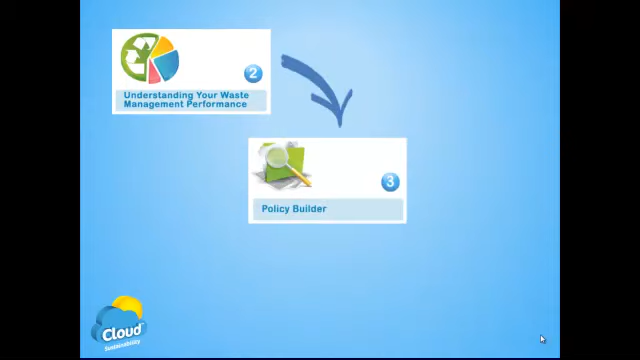 2
Understanding Your Waste
Management Performance
3
Policy Builder
Cloud
Sustainability